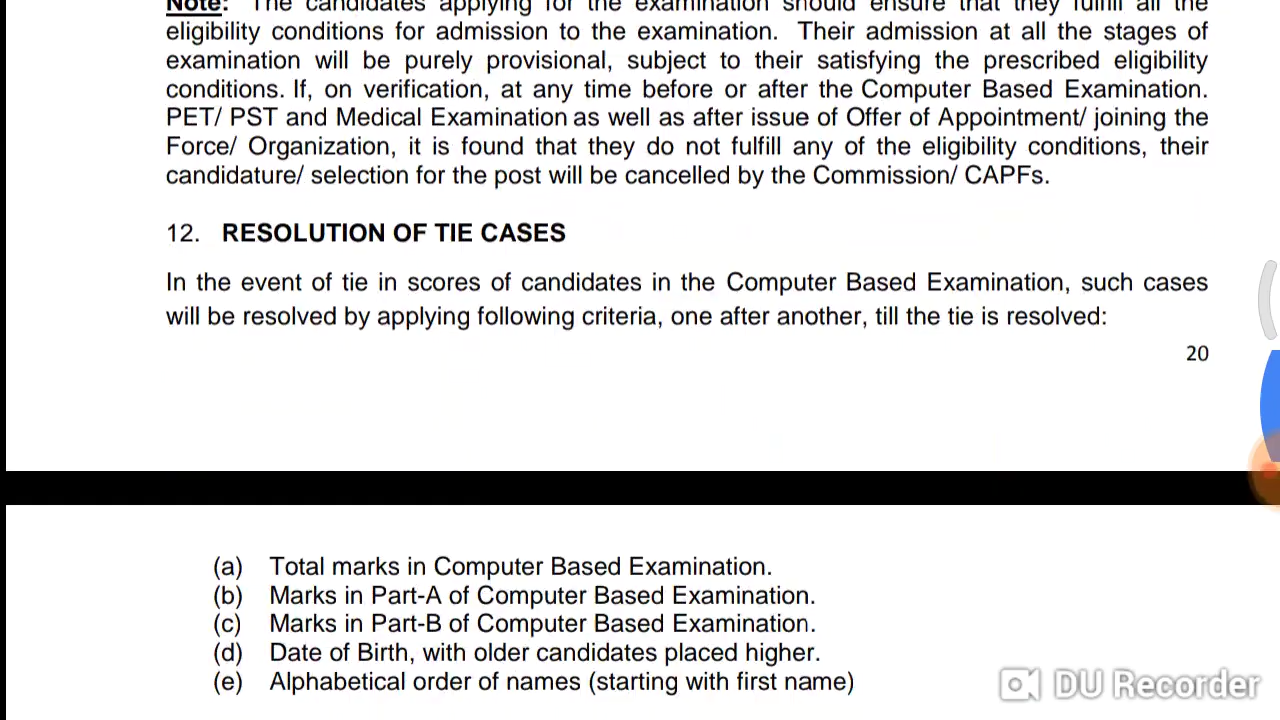 Note: The candidates applying for the examination should ensure that they fulfill all the
eligibility conditions for admission to the examination. Their admission at all the stages of
examination will be purely provisional, subject to their satisfying the prescribed eligibility
conditions. If, on verification, at any time before or after the Computer Based Examination.
PET/ PST and Medical Examination as well as after issue of Offer of Appointment/ joining the
Force/ Organization, it is found that they do not fulfill any of the eligibility conditions, their
candidature/ selection for the post will be cancelled by the Commission/ CAPFs.
12. RESOLUTION OF TIE CASES
In the event of tie in scores of candidates in the Computer Based Examination, such cases
will be resolved by applying following criteria, one after another, till the tie is resolved:
20
(a) Total marks in Computer Based Examination.
(b) Marks in Part-A of Computer Based Examination.
(c) Marks in Part-B of Computer Based Examination.
(d) Date of Birth, with older candidates placed higher.
(e) Alphabetical order of names (starting with first name)
DU Recorder